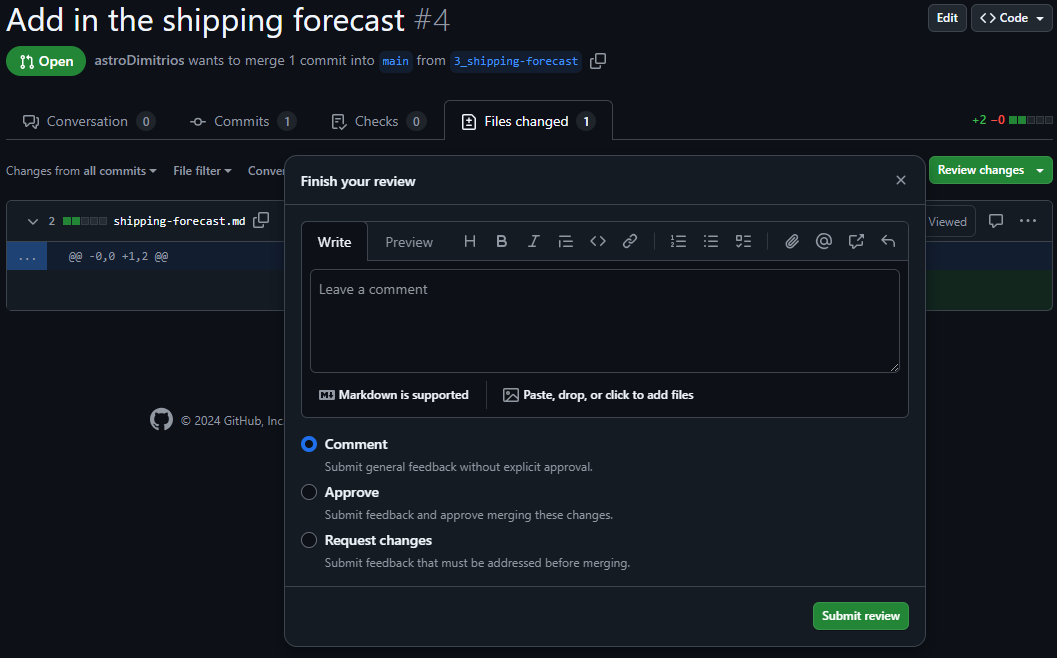 Add in the shipping forecast #4
Edit
<> Code
Open
astroDimitrios wants to merge 1 commit into main from 3_shipping-forecast
Conversation 0
Commits 1
Checks 0
Files changed 1
+2 −0
Changes from all commits
File filter
Conver
Review changes
Finish your review
2 shipping-forecast.md
Viewed
...
@@ -0,0 +1,2 @@
Write
Preview
Leave a comment
Markdown is supported
Paste, drop, or click to add files
© 2024 GitHub, Inc.
Comment
Submit general feedback without explicit approval.
Approve
Submit feedback and approve merging these changes.
Request changes
Submit feedback that must be addressed before merging.
Submit review